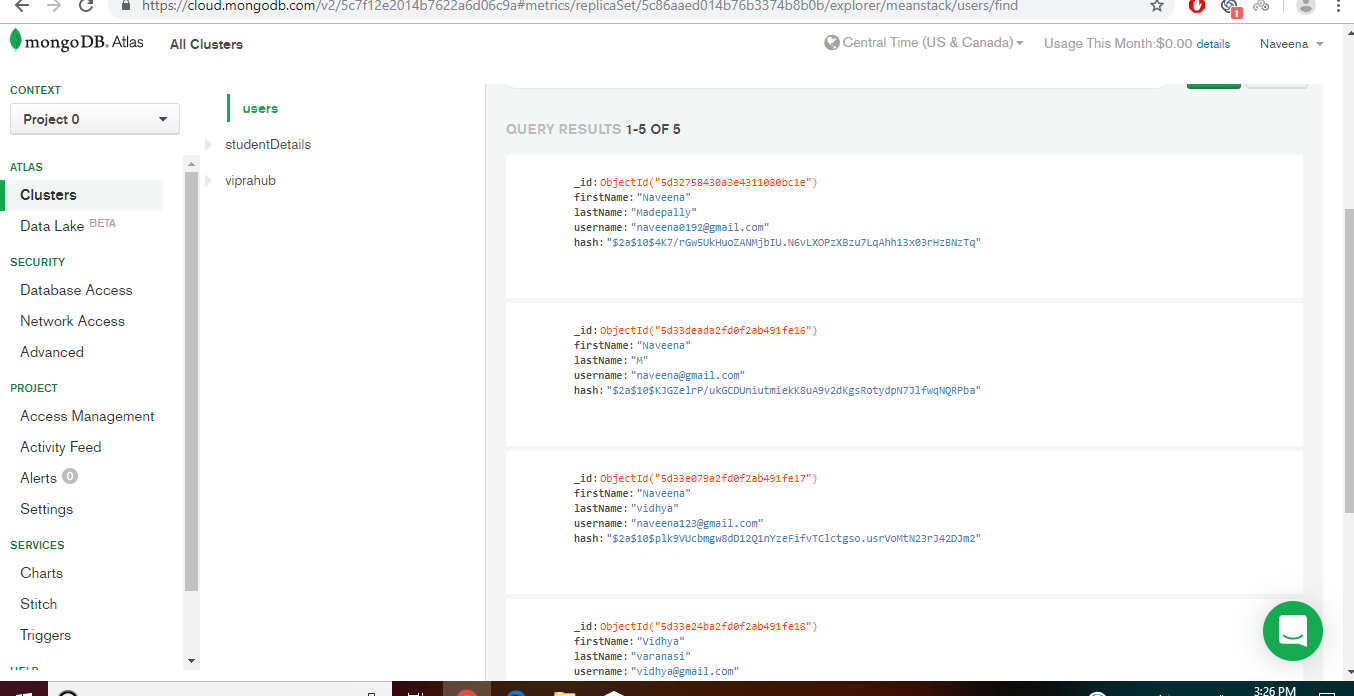 https://cloud.mongodb.com/v2/5c7f12e2014b7622a6d06c9a#metrics/replicaSet/5c86aaed014b76b3374b8b0b/explorer/meanstack/users/find
1
mongoDB. Atlas
All Clusters
Central Time (US & Canada)
Usage This Month:$0.00 details
Naveena
CONTEXT
Project 0
ATLAS
Clusters
Data Lake BETA
SECURITY
Database Access
Network Access
Advanced
PROJECT
Access Management
Activity Feed
Alerts 0
Settings
SERVICES
Charts
Stitch
Triggers
HELP
users
studentDetails
viprahub
QUERY RESULTS 1-5 OF 5
_id:ObjectId("5d32758430a3e4311080bc1e")
firstName:"Naveena"
lastName:"Madepally"
username:"naveena0192@gmail.com"
hash:"$2a$10$4K7/rGw5UkHuoZANMjbIU.N6vLXOPzXBzu7LqAhh13x03rHzBNzTq"
_id:ObjectId("5d33deada2fd0f2ab491fe16")
firstName:"Naveena"
lastName:"M"
username:"naveena@gmail.com"
hash:"$2a$10$KJGZelrP/ukGCDUniutmiekK8uA9v2dKgsRotydpN7JlfwqNQRPba"
_id:ObjectId("5d33e079a2fd0f2ab491fe17")
firstName:"Naveena"
lastName:"vidhya"
username:"naveena123@gmail.com"
hash:"$2a$10$plk9VUcbmgw8dD12Q1nYzeFifvTClctgso.usrVoMtN23rJ42DJm2"
_id:ObjectId("5d33e24ba2fd0f2ab491fe18")
firstName:"Vidhya"
lastName:"varanasi"
username:"vidhya@gmail.com"
3:26 PM